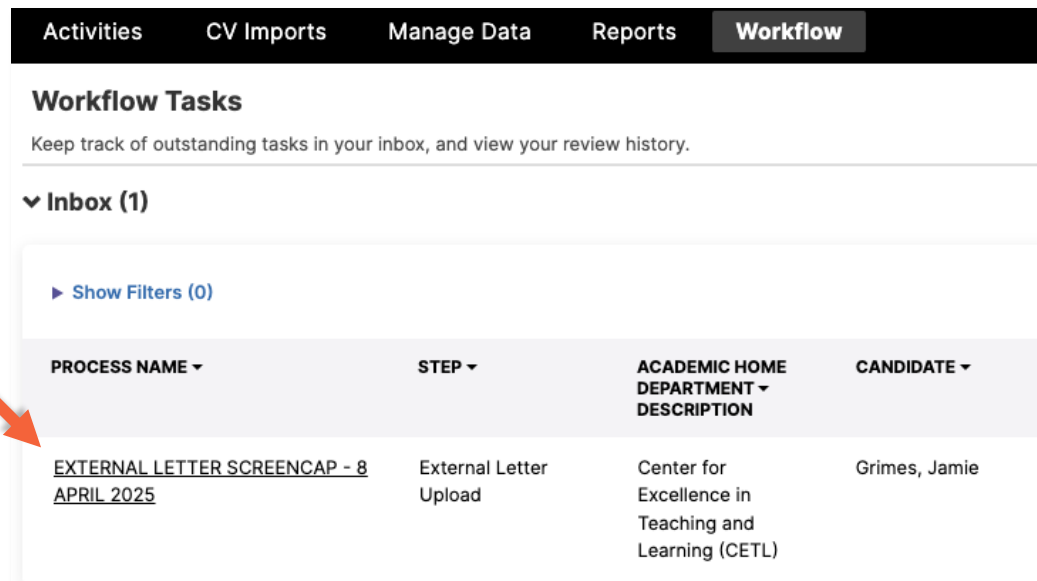 Activities CV Imports Manage Data Reports Workflow
Workflow Tasks
Keep track of outstanding tasks in your inbox, and view your review history.
Inbox (1)
Show Filters (0)
PROCESS NAME STEP ACADEMIC HOME DEPARTMENT DESCRIPTION CANDIDATE
EXTERNAL LETTER SCREENCAP - 8
APRIL 2025
External Letter
Upload
Center for
Excellence in
Teaching and
Learning (CETL)
Grimes, Jamie